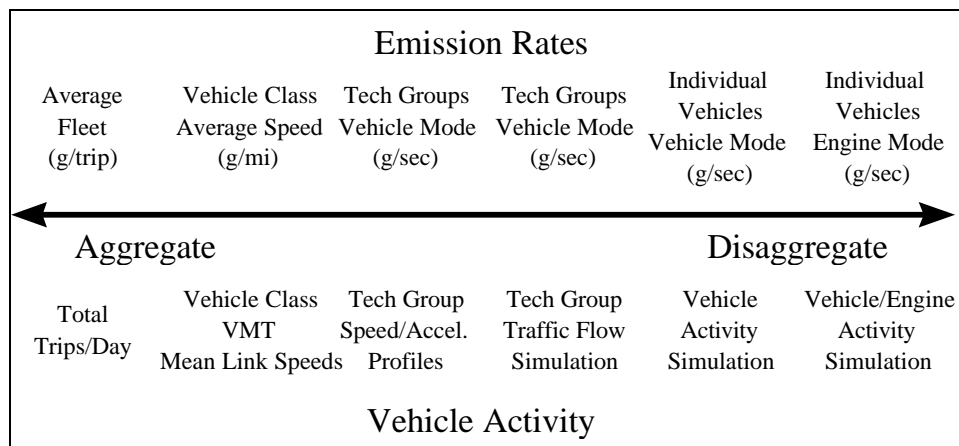 Emission Rates
Average
Fleet
(g/trip)
Vehicle Class
Average Speed
(g/mi)
Tech Groups
Vehicle Mode
(g/sec)
Tech Groups
Vehicle Mode
(g/sec)
Individual
Vehicles
Vehicle Mode
(g/sec)
Individual
Vehicles
Engine Mode
(g/sec)
Aggregate
Disaggregate
Total
Trips/Day
Vehicle Class
VMT
Mean Link Speeds
Tech Group
Speed/Accel.
Profiles
Tech Group
Traffic Flow
Simulation
Vehicle
Activity
Simulation
Vehicle/Engine
Activity
Simulation
Vehicle Activity